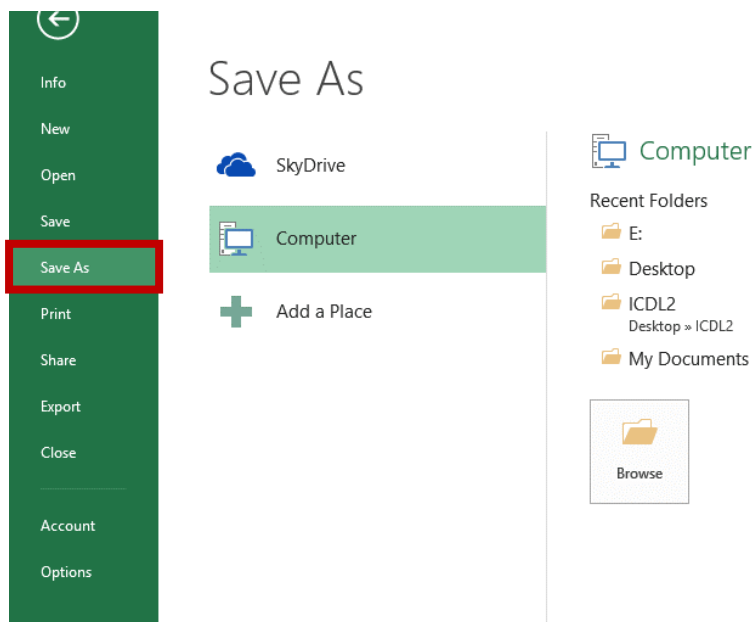 Info
New
Open
Save
Save As
Print
Share
Export
Close
Account
Options
Save As
SkyDrive
Computer
Add a Place
Computer
Recent Folders
E:
Desktop
ICDL2
Desktop » ICDL2
My Documents
Browse